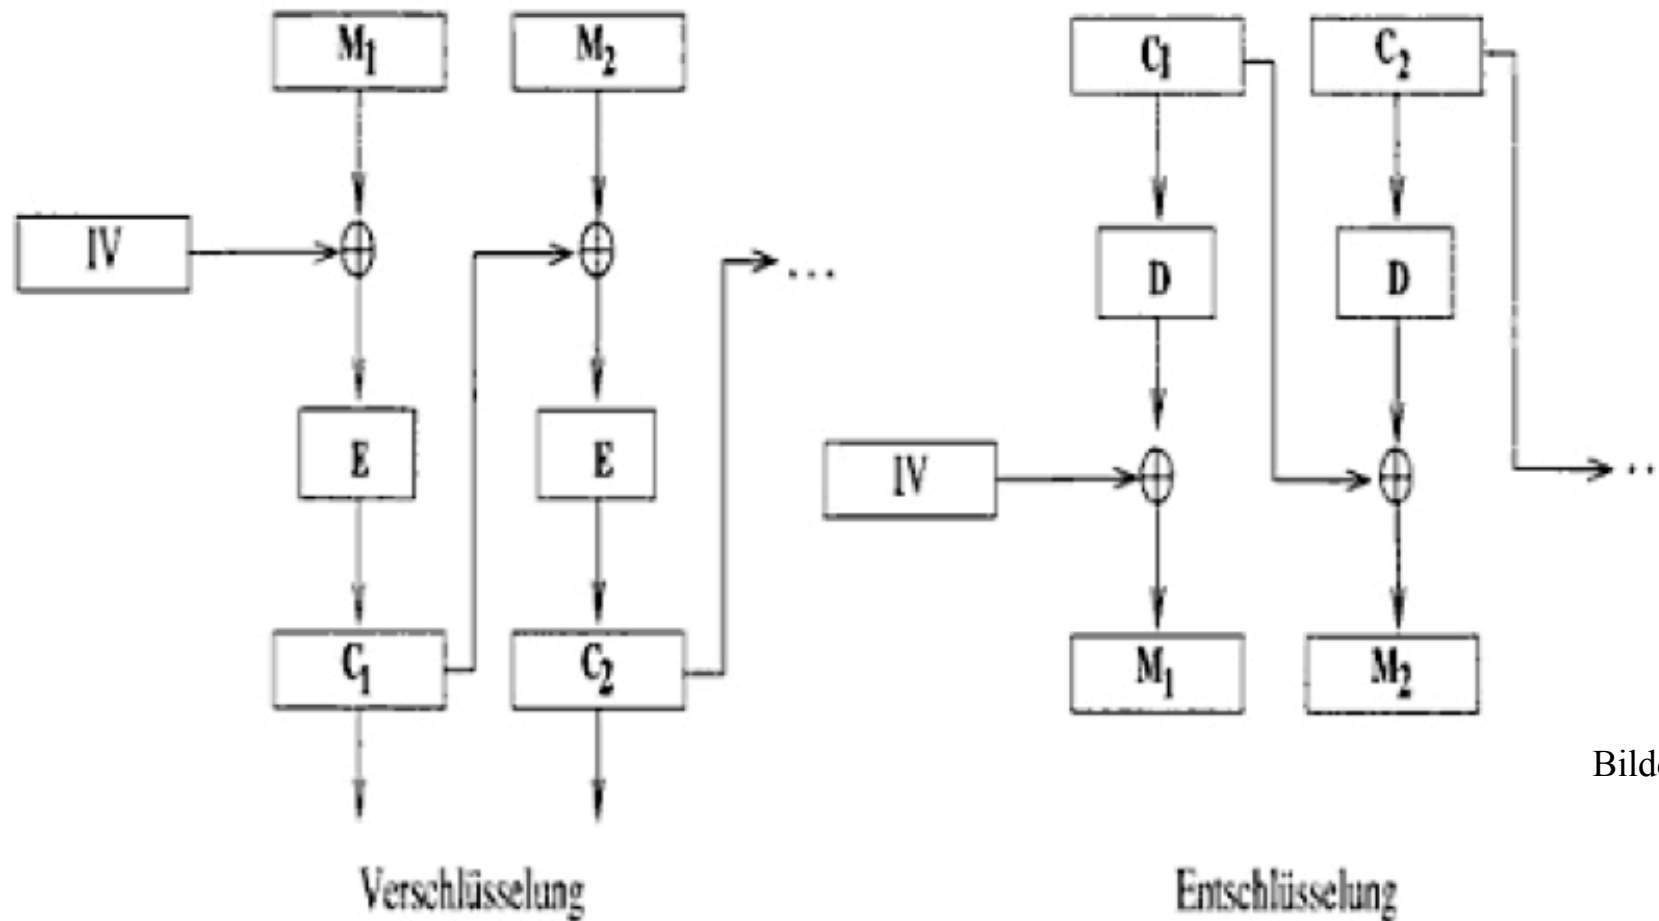 M1 M2
IV
...
E E
C1 C2
Verschlüsselung
C1 C2
D D
IV
..
M1 M2
Entschlüsselung